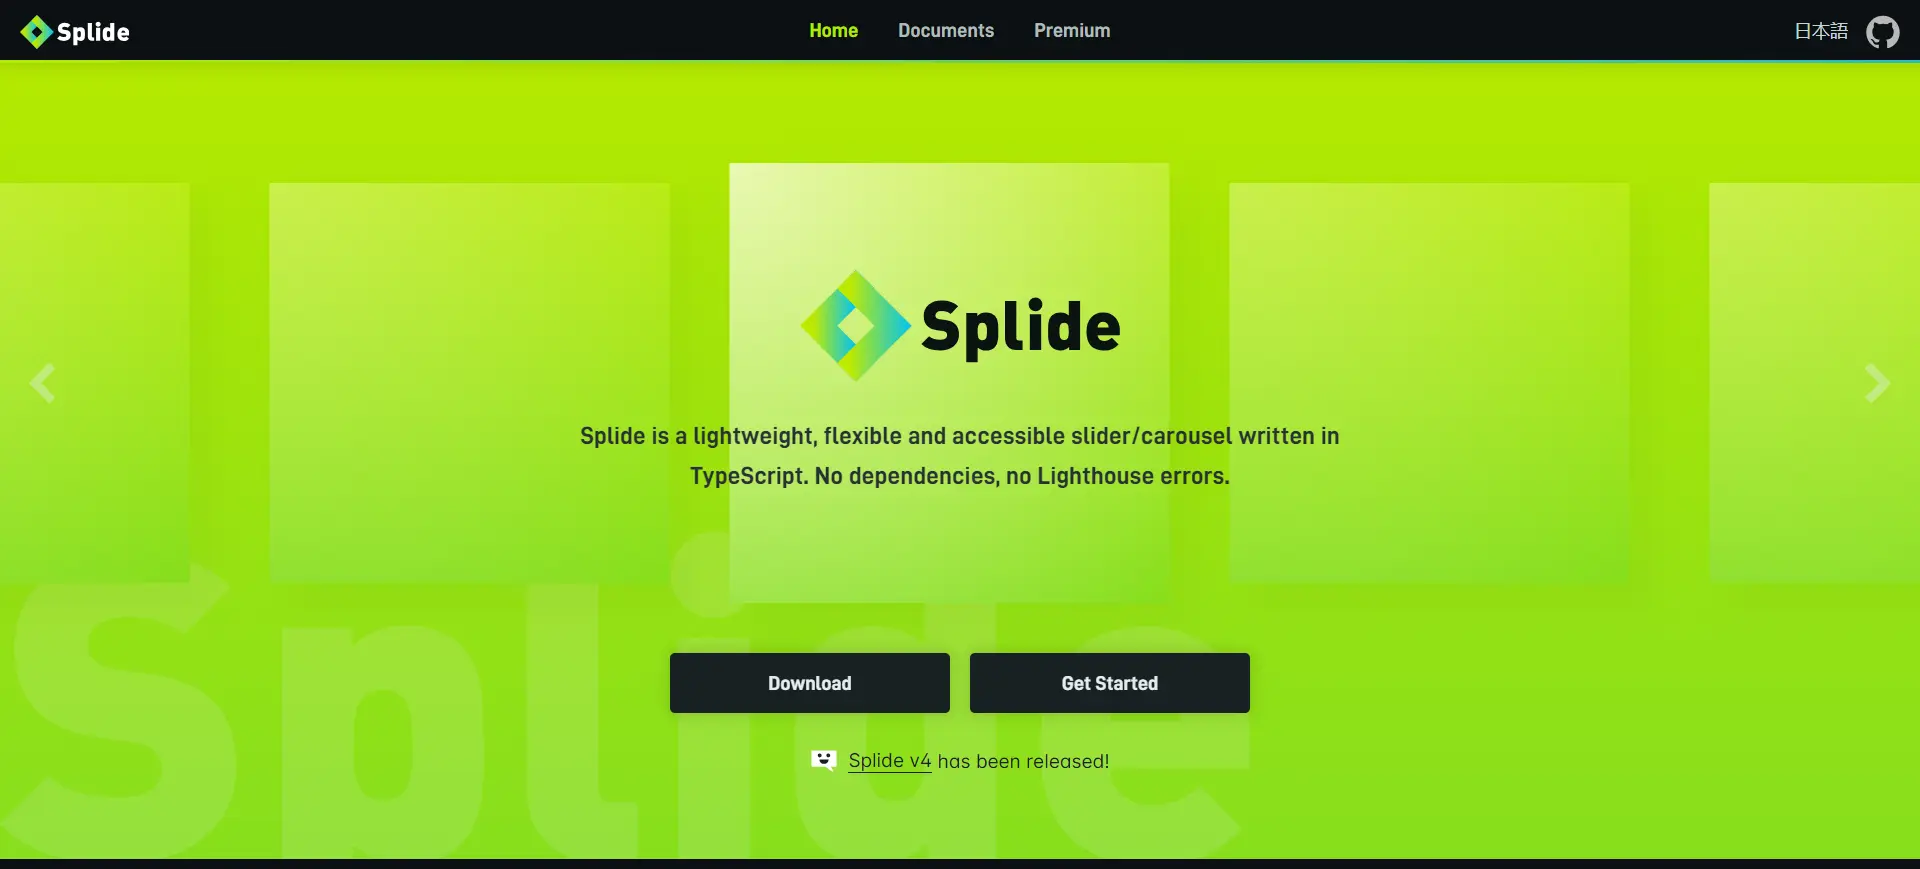 Splide
Home Documents Premium
日本語
Splide
Splide is a lightweight, flexible and accessible slider/carousel written in
TypeScript. No dependencies, no Lighthouse errors.
Splide
Download
Get Started
Splide v4 has been released!